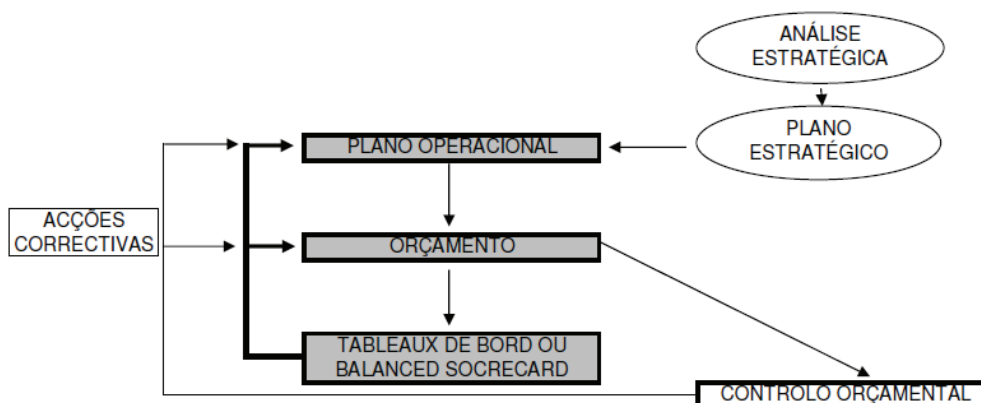 ANÁLISE
ESTRATÉGICA
PLANO
ESTRATÉGICO
PLANO OPERACIONAL
ACÇÕES
CORRECTIVAS
ORÇAMENTO
TABLEAUX DE BORD OU
BALANCED SOCRECARD
CONTROLO ORÇAMENTAL